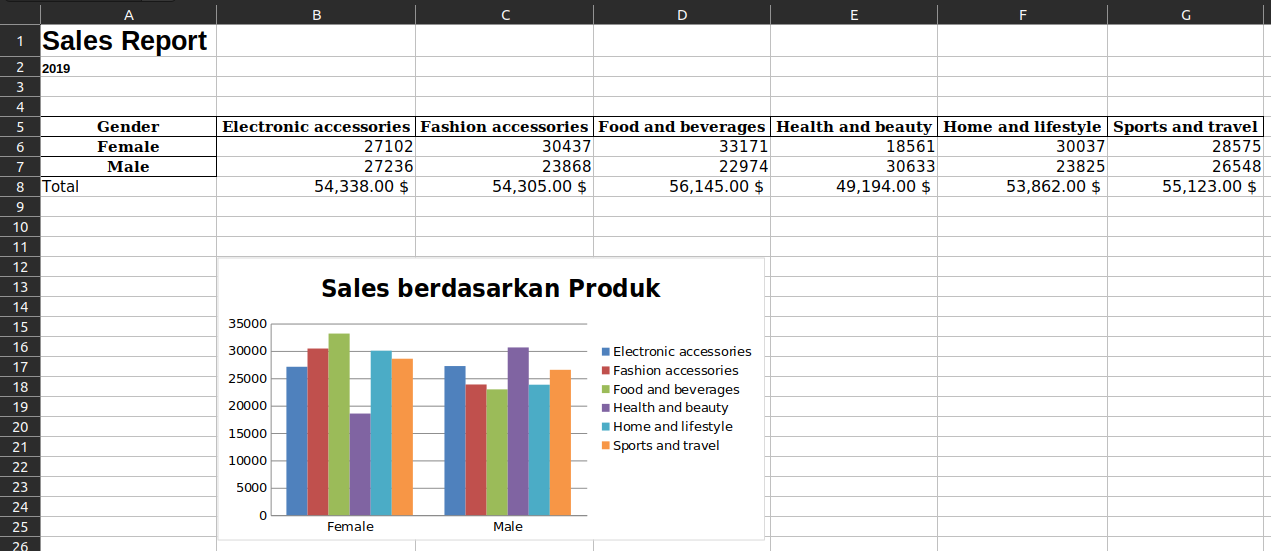 A B C D E F G
1 Sales Report
2 2019
3
4
5 Gender Electronic accessories Fashion accessories Food and beverages Health and beauty Home and lifestyle Sports and travel
6 Female 27102 30437 33171 18561 30037 28575
7 Male 27236 23868 22974 30633 23825 26548
8 Total 54,338.00 $ 54,305.00 $ 56,145.00 $ 49,194.00 $ 53,862.00 $ 55,123.00 $
9
10
11
12
13
14
15
16
17
18
19
20
21
22
23
24
25
26
Sales berdasarkan Produk
35000
30000
25000
20000
15000
10000
5000
0
Female Male
Electronic accessories
Fashion accessories
Food and beverages
Health and beauty
Home and lifestyle
Sports and travel